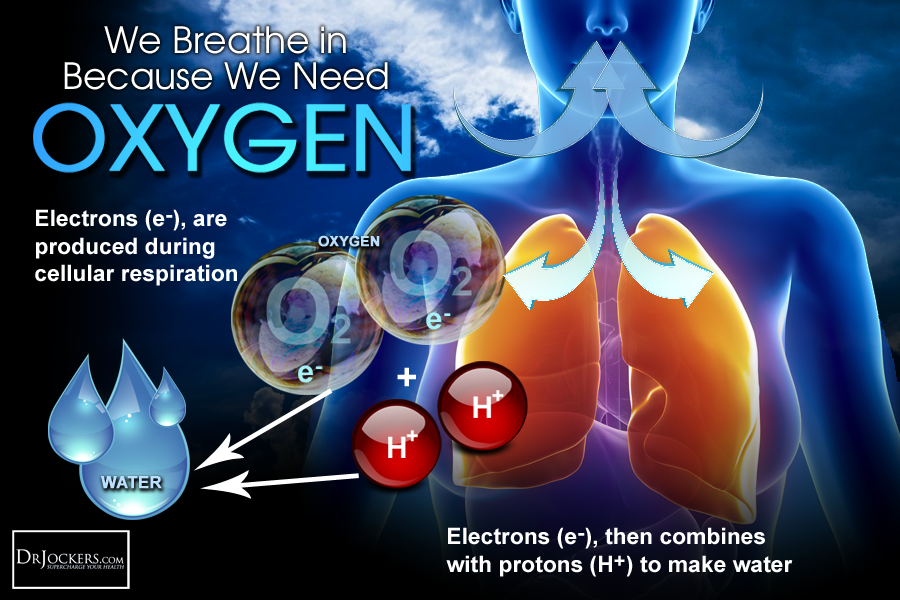 We Breathe in
Because We Need
OXYGEN
Electrons (e-), are
produced during
cellular respiration
OXYGEN
O2
e-
O2
e-
+
H+
H+
WATER
Electrons (e-), then combines
with protons (H+) to make water
DRJOCKERS.COM
SUPERCHARGE YOUR HEALTH